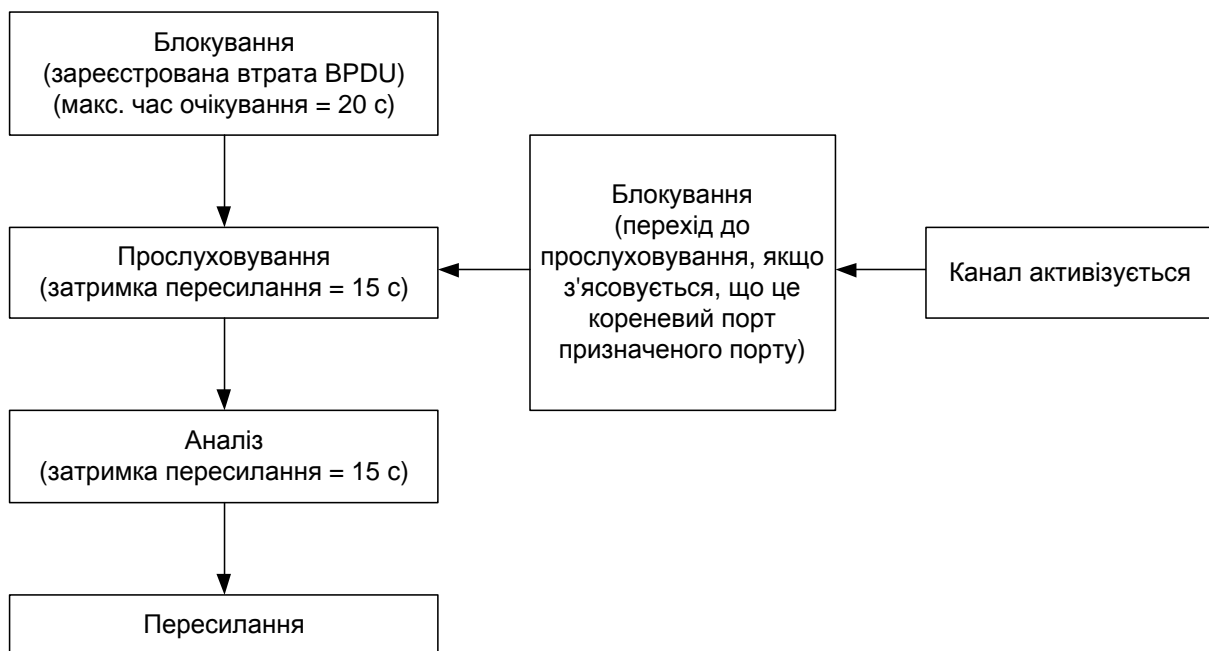 Блокування
(зареєстрована втрата BPDU)
(макс. час очікування = 20 с)
Прослуховування
(затримка пересилання = 15 с)
Аналіз
(затримка пересилання = 15 с)
Пересилання
Блокування
(перехід до
прослуховування, якщо
з'ясовується, що це
кореневий порт
призначеного порту)
Канал активізується